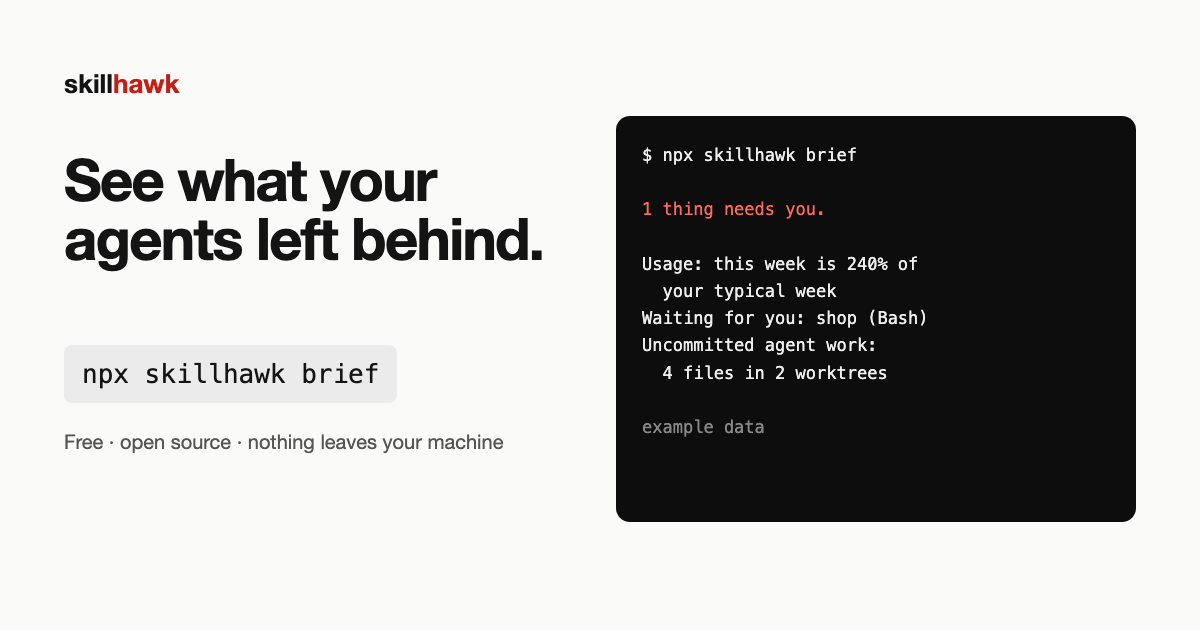 skillhawk
See what your
agents left behind.
npx skillhawk brief
Free · open source · nothing leaves your machine
$ npx skillhawk brief
1 thing needs you.
Usage: this week is 240% of
your typical week
Waiting for you: shop (Bash)
Uncommitted agent work:
4 files in 2 worktrees
example data